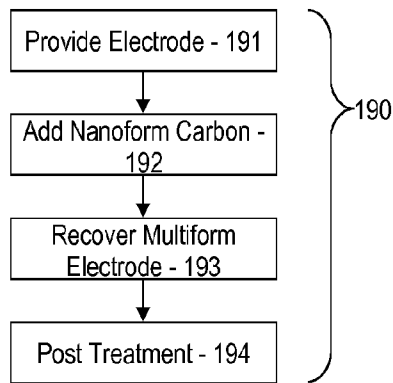 Provide Electrode - 191
Add Nanoform Carbon -
192
Recover Multiform
Electrode - 193
Post Treatment - 194
190